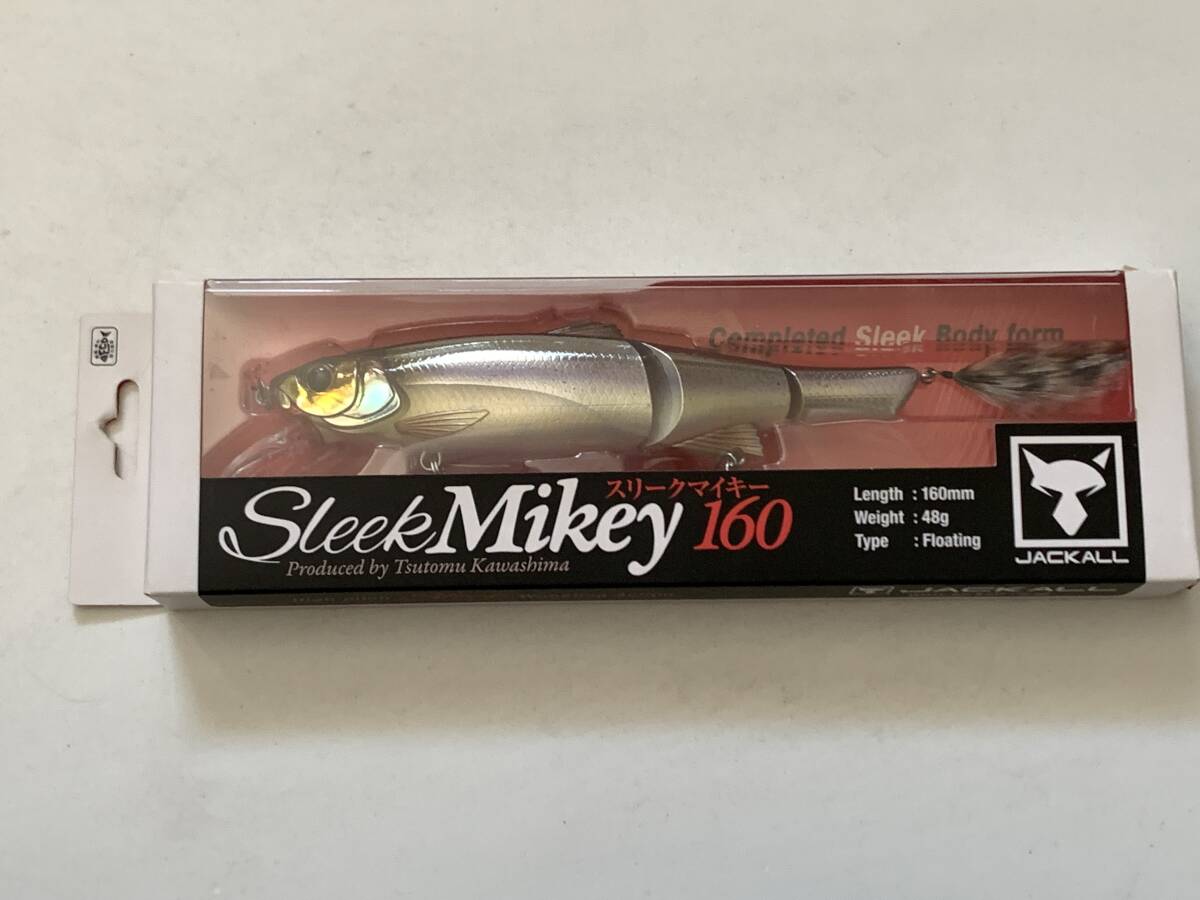 Completed Sleek Body form
スリークマイキー
SleekMikey 160
Produced by Tsutomu Kawashima
Length : 160mm
Weight : 48g
Type : Floating
JACKALL
JACKALL